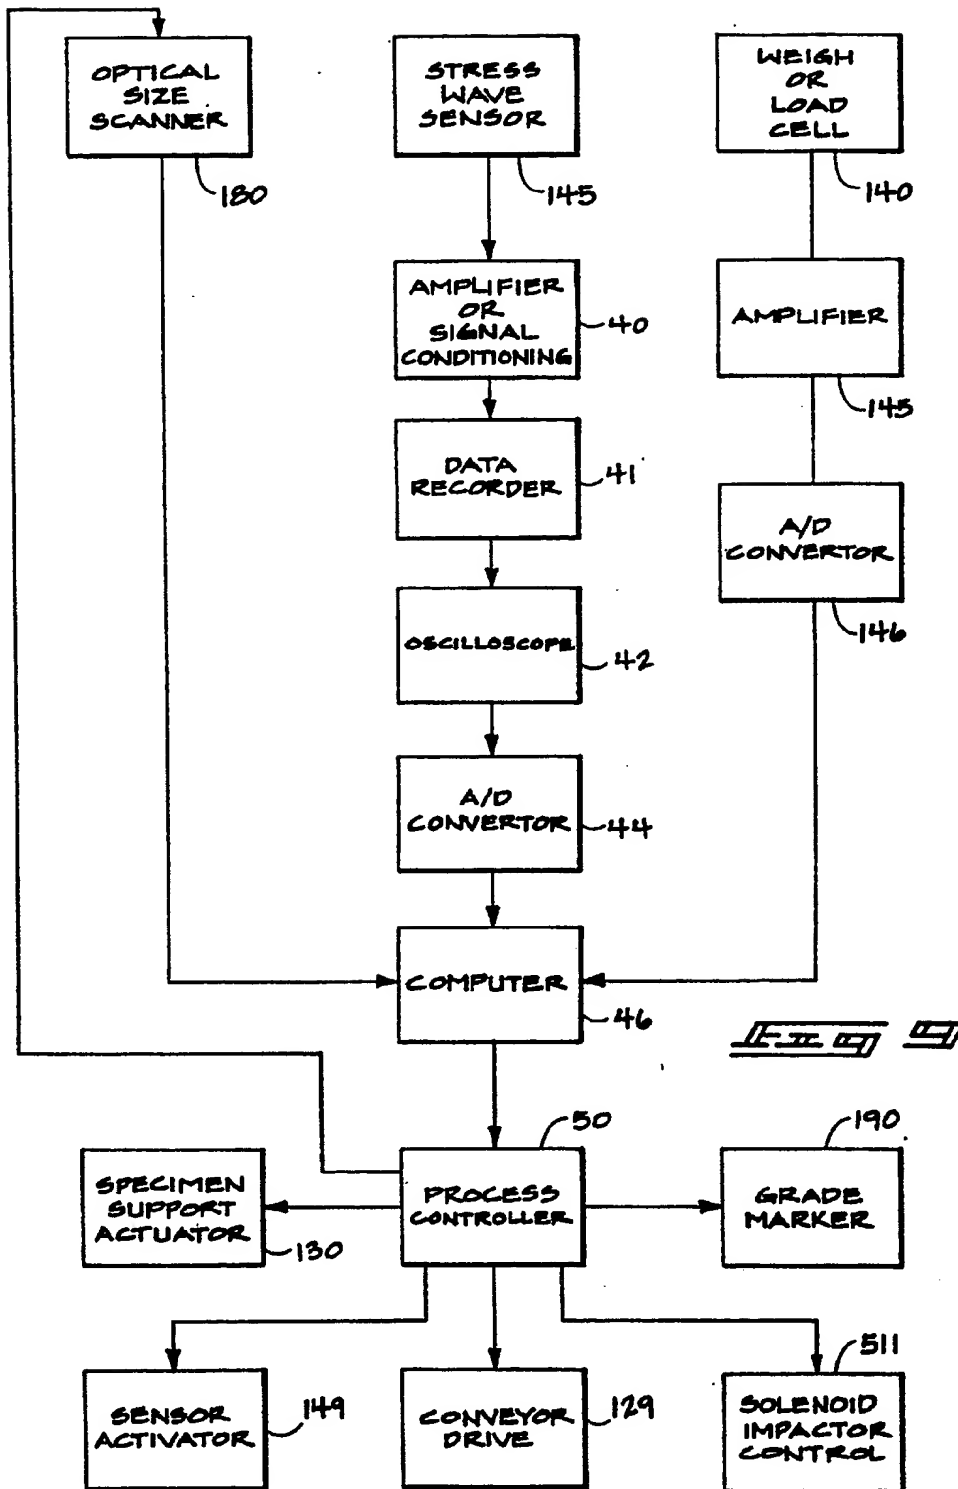 OPTICAL
SIZE
SCANNER
180
STRESS
WAVE
SENSOR
145
WEIGH
OR
LOAD
CELL
140
AMPLIFIER
OR
SIGNAL
CONDITIONING
40
AMPLIFIER
145
DATA
RECORDER
41
A/D
CONVERTOR
146
OSCILLOSCOPE
42
A/D
CONVERTOR
44
COMPUTER
46
FIG 9
SPECIMEN
SUPPORT
ACTUATOR
130
50
PROCESS
CONTROLLER
190
GRADE
MARKER
SENSOR
ACTIVATOR
149
CONVEYOR
DRIVE
129
511
SOLENOID
IMPACTOR
CONTROL